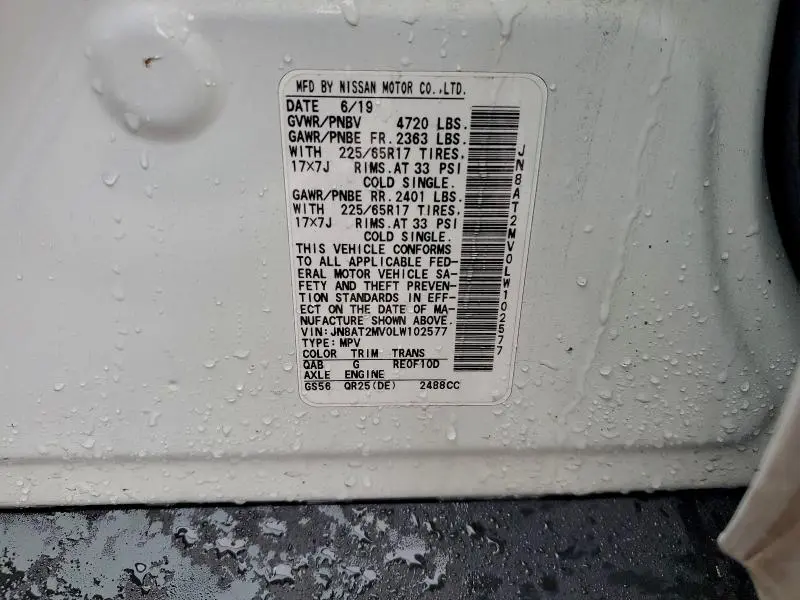 MFD BY NISSAN MOTOR CO.,LTD.
DATE 6/19
GVWR/PNBV 4720 LBS.
GAWR/PNBE FR. 2363 LBS.
WITH 225/65R17 TIRES,
17×7J RIMS.AT 33 PSI
COLD SINGLE.
GAWR/PNBE RR. 2401 LBS.
WITH 225/65R17 TIRES,
17×7J RIMS.AT 33 PSI
COLD SINGLE.
THIS VEHICLE CONFORMS
TO ALL APPLICABLE FED-
ERAL MOTOR VEHICLE SA-
FETY AND THEFT PREVEN-
TION STANDARDS IN EFF-
ECT ON THE DATE OF MA-
NUFACTURE SHOWN ABOVE.
VIN:JN8AT2MV0LW102577
TYPE:MPV
COLOR TRIM TRANS
QAB G RE0F10D
AXLE ENGINE
GS56 QR25(DE) 2488CC
JN8AT2MV0LW102577